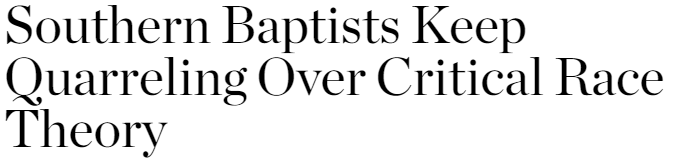 Southern Baptists Keep
Quarreling Over Critical Race
Theory